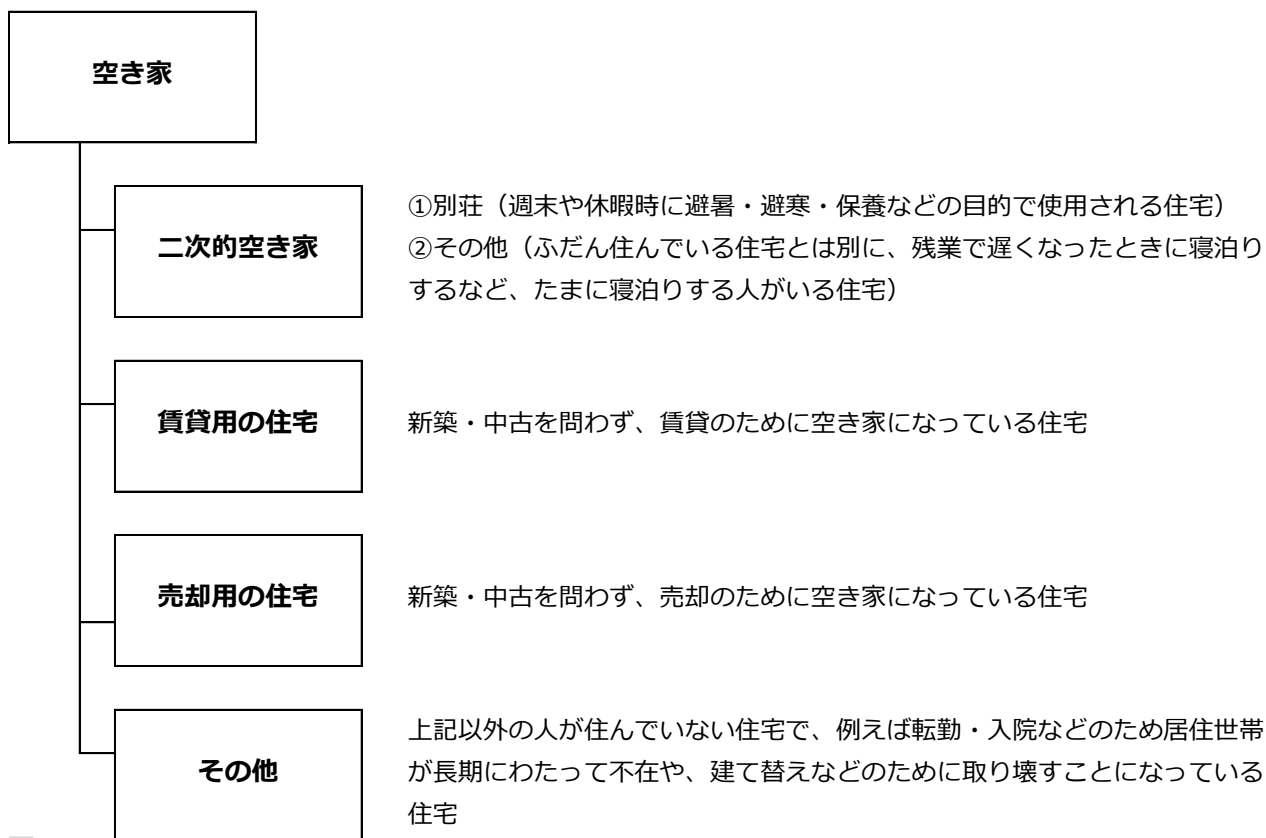 空き家
二次的空き家
①別荘（週末や休暇時に避暑・避寒・保養などの目的で使用される住宅）
②その他（ふだん住んでいる住宅とは別に、残業で遅くなったときに寝泊り
するなど、たまに寝泊りする人がいる住宅）
賃貸用の住宅
新築・中古を問わず、賃貸のために空き家になっている住宅
売却用の住宅
新築・中古を問わず、売却のために空き家になっている住宅
その他
上記以外の人が住んでいない住宅で、例えば転勤・入院などのため居住世帯
が長期にわたって不在や、建て替えなどのために取り壊すことになっている
住宅